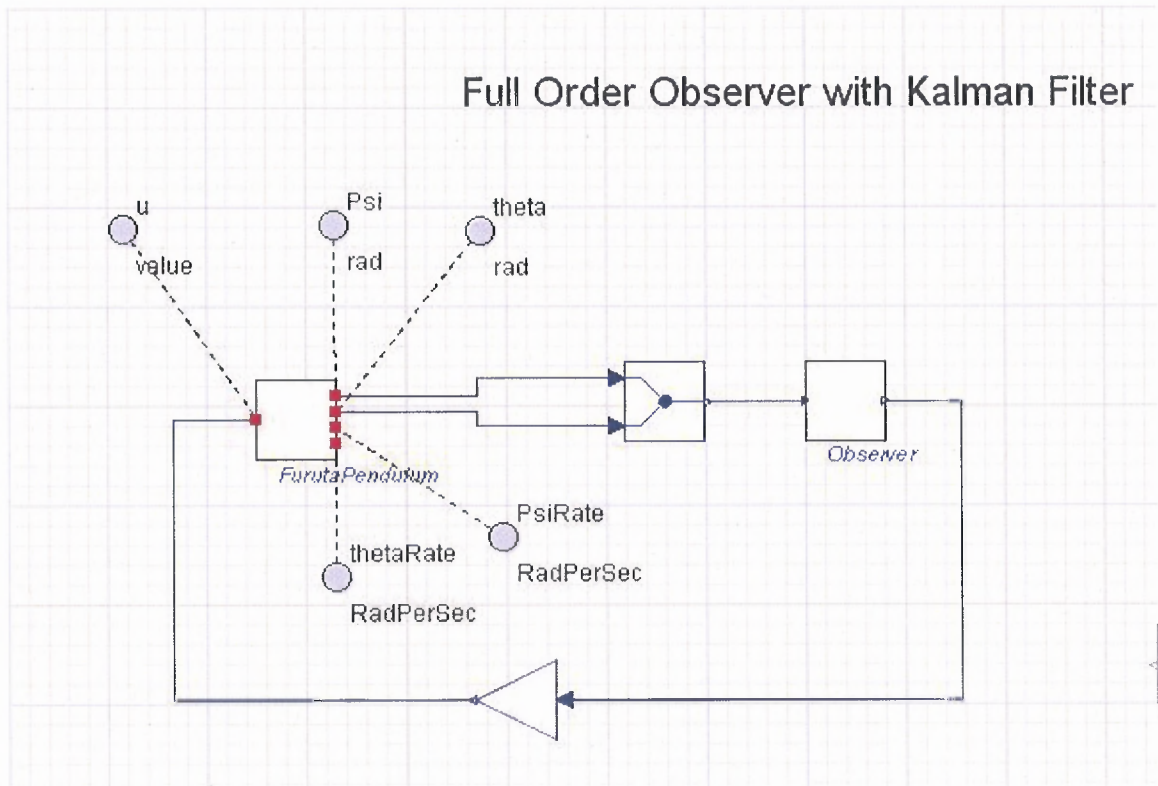 Full Order Observer with Kalman Filter
u
value
Psi
rad
theta
rad
FurutaPendulum
Observer
PsiRate
RadPerSec
thetaRate
RadPerSec